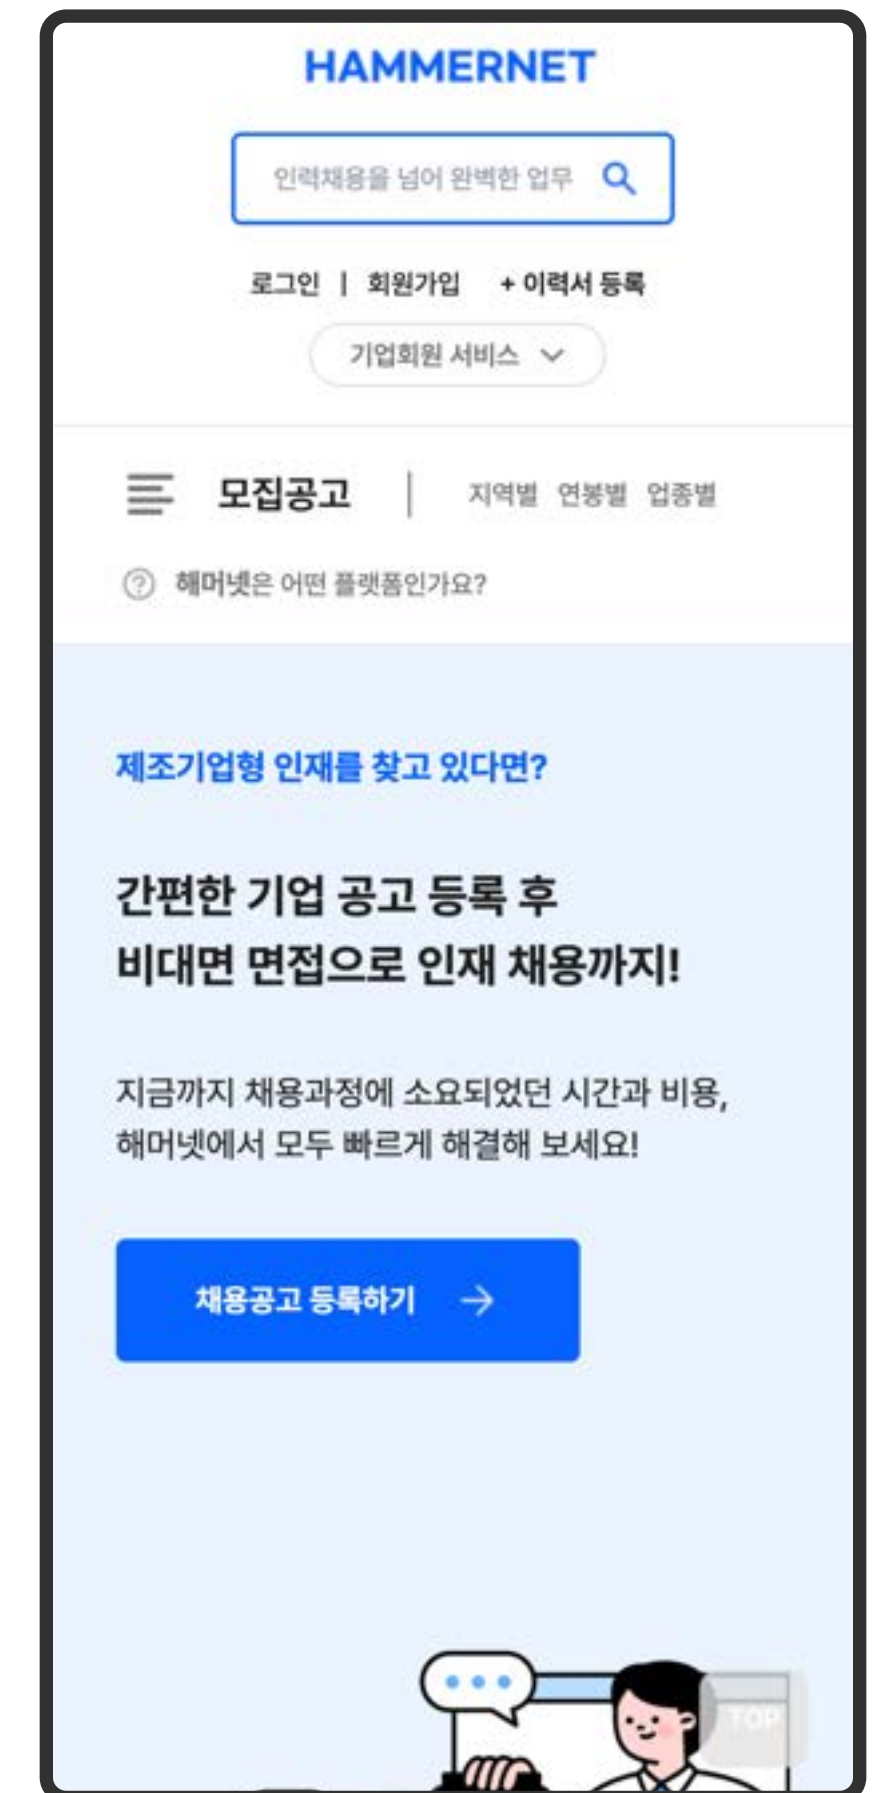 HAMMERNET
인력채용을 넘어 완벽한 업무
로그인 | 회원가입 + 이력서 등록
기업회원 서비스
모집공고 | 지역별 연봉별 업종별
? 해머넷은 어떤 플랫폼인가요?
제조기업형 인재를 찾고 있다면?
간편한 기업 공고 등록 후
비대면 면접으로 인재 채용까지!
지금까지 채용과정에 소요되었던 시간과 비용,
해머넷에서 모두 빠르게 해결해 보세요!
채용공고 등록하기 →
TOP